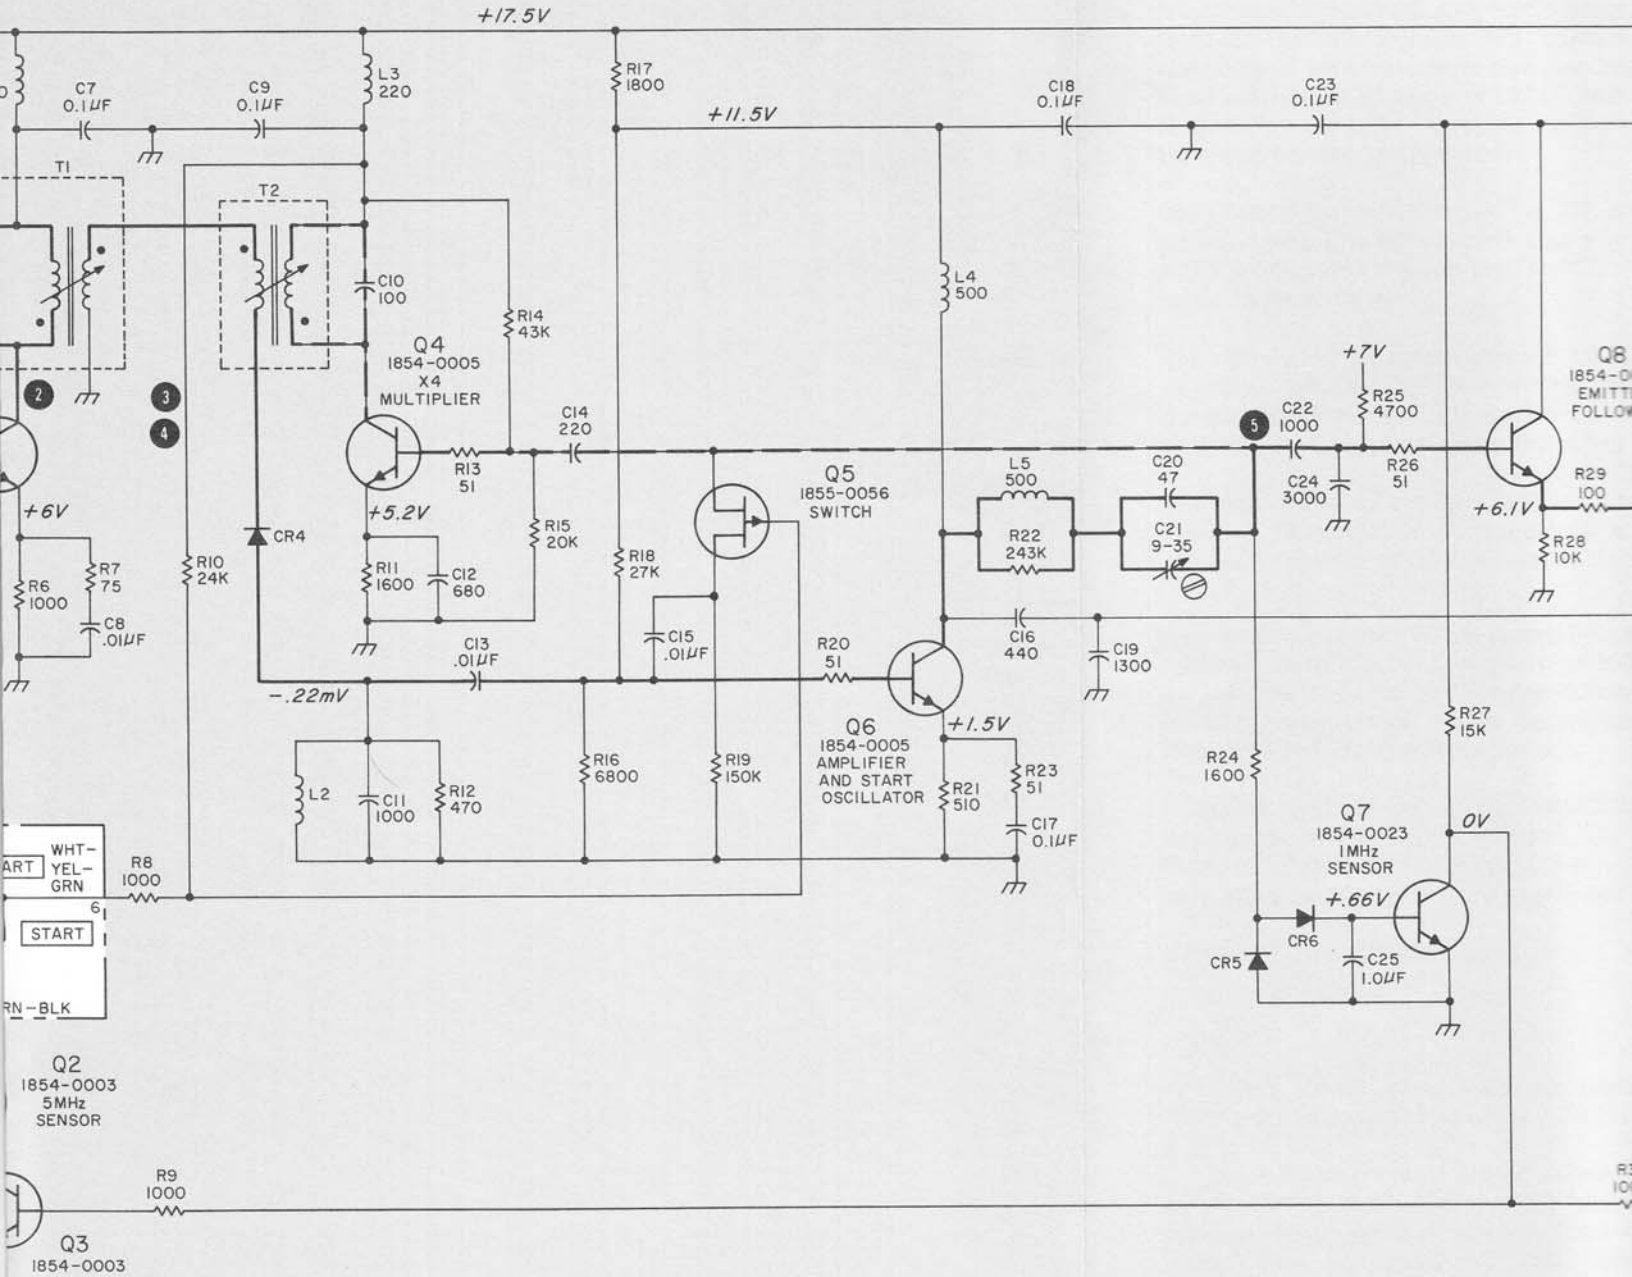 +17.5V
C7
0.1µF
C9
0.1µF
L3
220
R17
1800
+11.5V
C18
0.1µF
C23
0.1µF
T1
T2
C10
100
L4
500
R14
43K
Q4
1854-0005
X4
MULTIPLIER
2
3
4
C14
220
R13
51
Q5
1855-0056
SWITCH
L5
500
C20
47
5
C22
1000
+7V
R25
4700
R26
51
C24
3000
Q8
1854-0
EMITT
FOLLOW
R29
100
+6.1V
R28
10K
+6V
+5.2V
R15
20K
R22
243K
C21
9-35
CR4
R10
24K
R11
1600
C12
680
R18
27K
R6
1000
R7
75
C8
.01µF
C13
.01µF
C15
.01µF
R20
51
C16
440
C19
1300
-.22mV
+1.5V
Q6
1854-0005
AMPLIFIER
AND START
OSCILLATOR
R16
6800
R19
150K
R21
510
R23
51
C17
0.1µF
L2
C11
1000
R12
470
R24
1600
R27
15K
Q7
1854-0023
1MHz
SENSOR
0V
+.66V
CR5
CR6
C25
1.0µF
ART
WHT-
YEL-
GRN
6
R8
1000
START
RN-BLK
Q2
1854-0003
5MHz
SENSOR
R9
1000
Q3
1854-0003